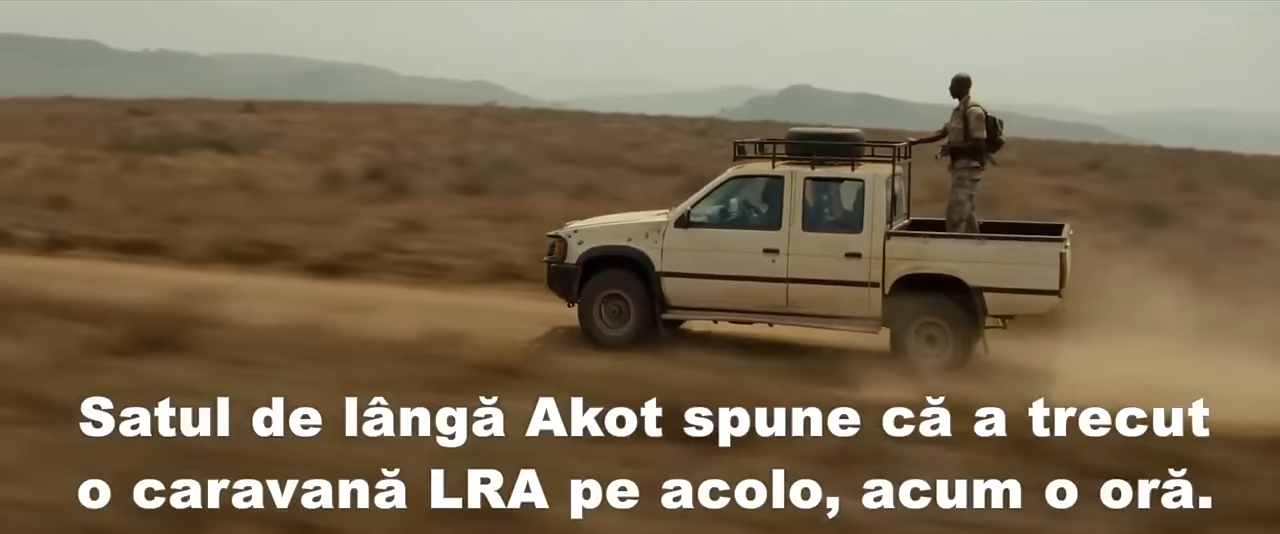 Satul de lângă Akot spune că a trecut
o caravană LRA pe acolo, acum o oră.